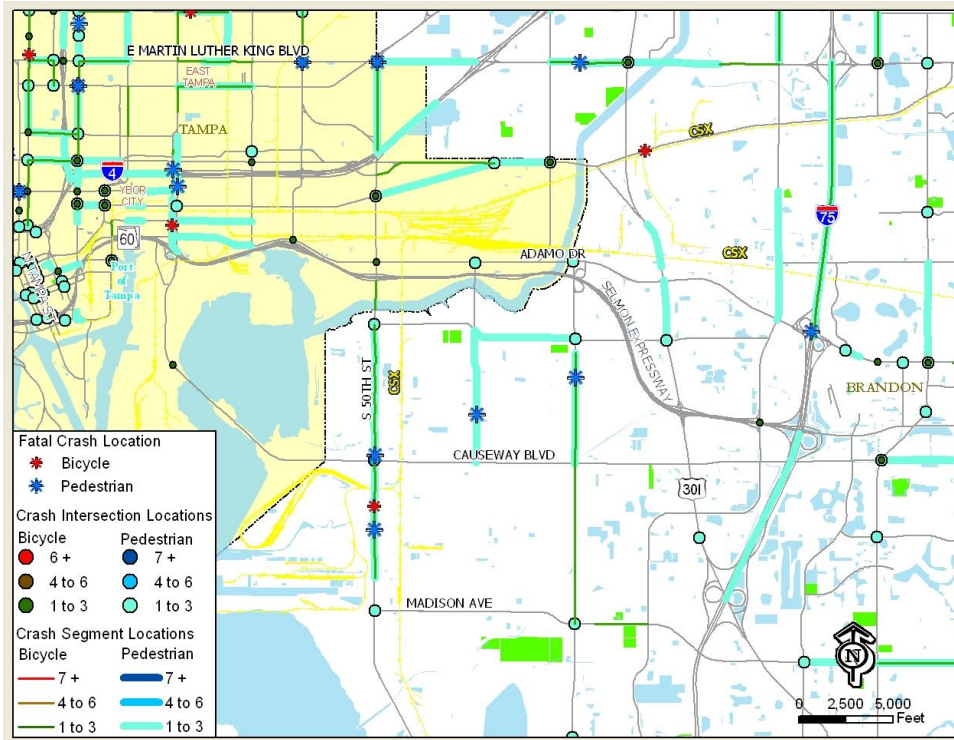 E MARTIN LUTHER KING BLVD
EAST
TAMPA
TAMPA
CSX
4
YBOR
CITY
75
60
ADAMO DR
CSX
N TAMPA ST
Port
of
Tampa
SELMON EXPRESSWAY
S 50TH ST
CSX
BRANDON
CAUSEWAY BLVD
301
MADISON AVE
Fatal Crash Location
Bicycle
Pedestrian
Crash Intersection Locations
Bicycle Pedestrian
6 + 7 +
4 to 6 4 to 6
1 to 3 1 to 3
Crash Segment Locations
Bicycle Pedestrian
7 + 7 +
4 to 6 4 to 6
1 to 3 1 to 3
N
0 2,500 5,000
Feet